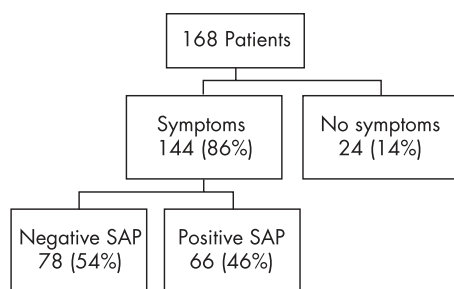 168 Patients
Symptoms
144 (86%)
No symptoms
24 (14%)
Negative SAP
78 (54%)
Positive SAP
66 (46%)